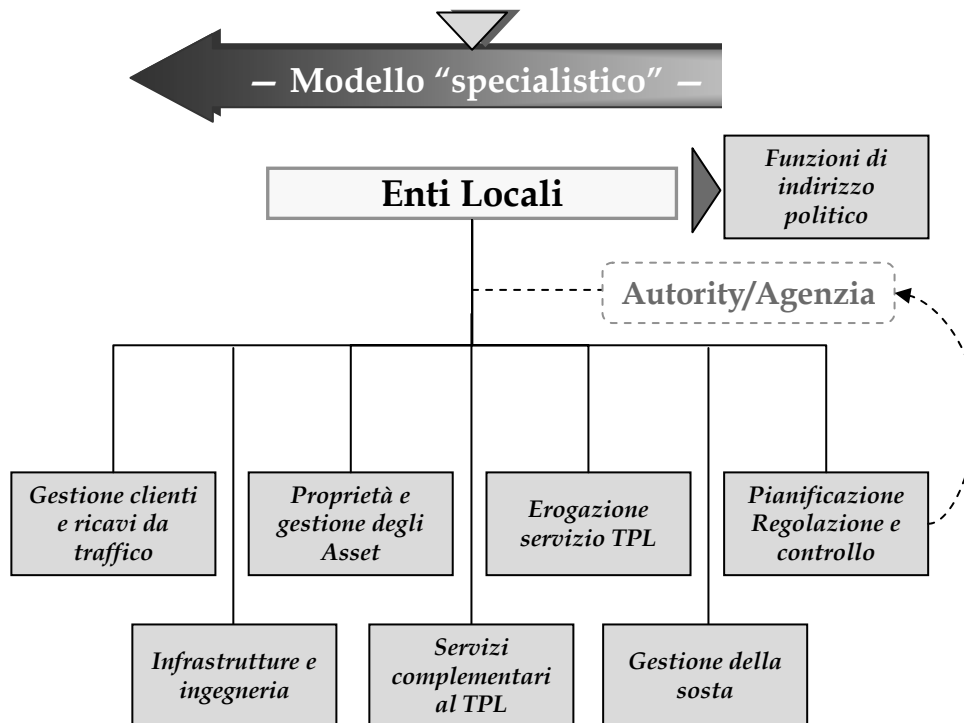 — Modello “specialistico” —
Enti Locali
Funzioni di
indirizzo
politico
Autority/Agenzia
Gestione clienti
e ricavi da
traffico
Proprietà e
gestione degli
Asset
Erogazione
servizio TPL
Pianificazione
Regolazione e
controllo
Infrastrutture e
ingegneria
Servizi
complementari
al TPL
Gestione della
sosta